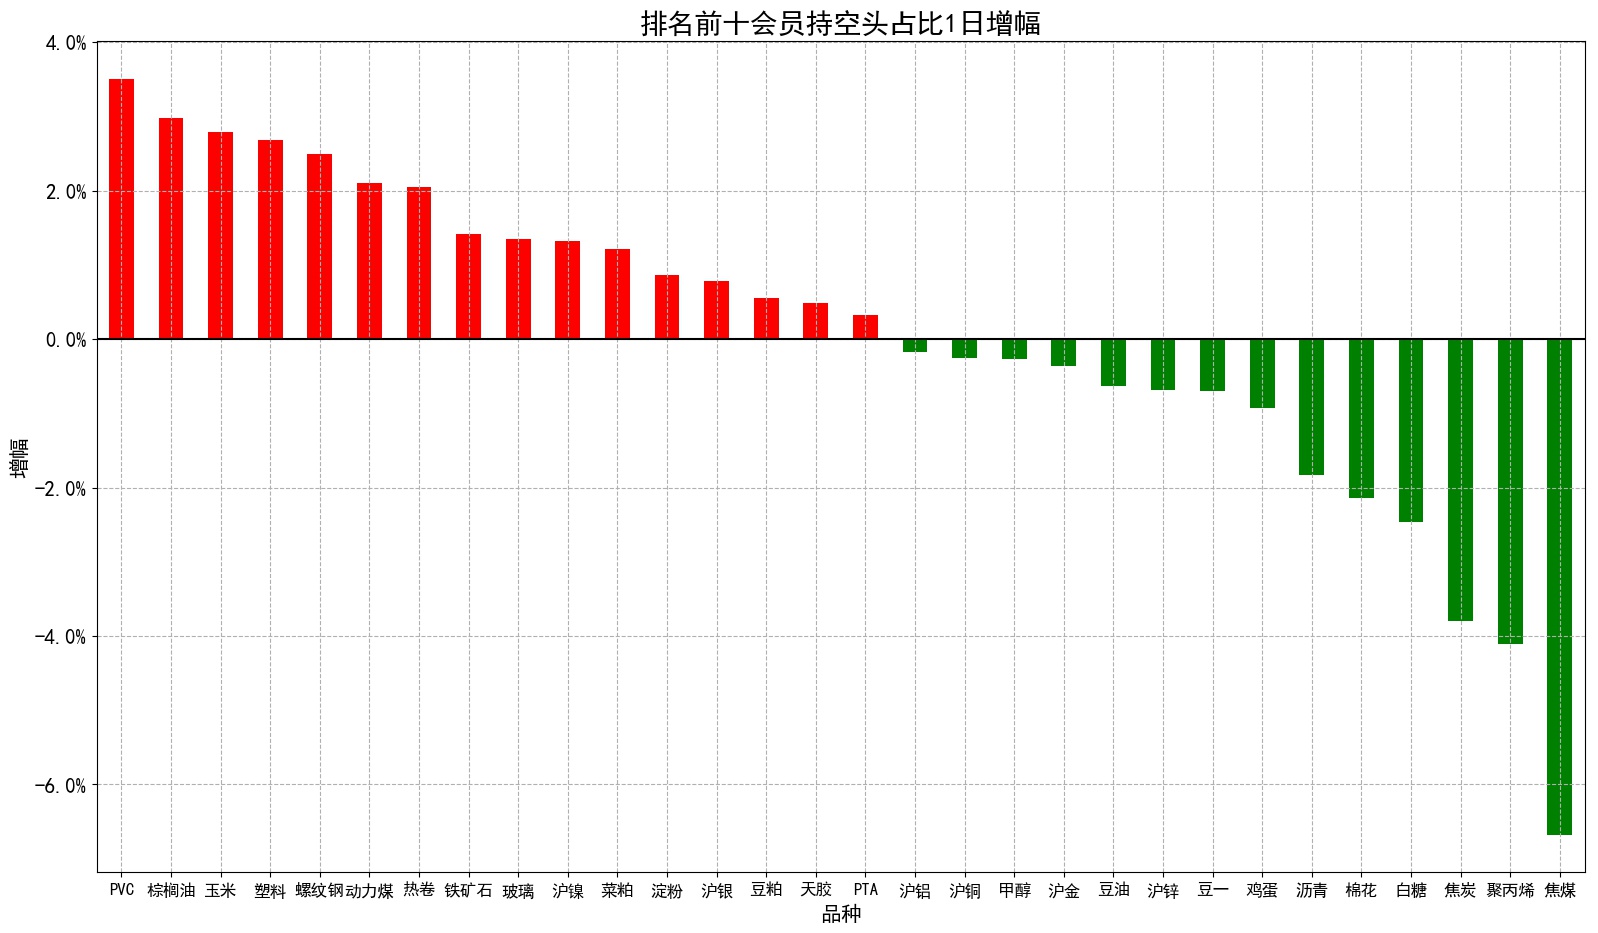 排名前十会员持空头占比1日增幅
4.0%
2.0%
0.0%
-2.0%
-4.0%
-6.0%
增幅
PVC 棕榈油 玉米 塑料 螺纹钢 动力煤 热卷 铁矿石 玻璃 沪镍 菜粕 淀粉 沪银 豆粕 天胶 PTA 沪铝 沪铜 甲醇 沪金 豆油 沪锌 豆一 鸡蛋 沥青 棉花 白糖 焦炭 聚丙烯 焦煤
品种